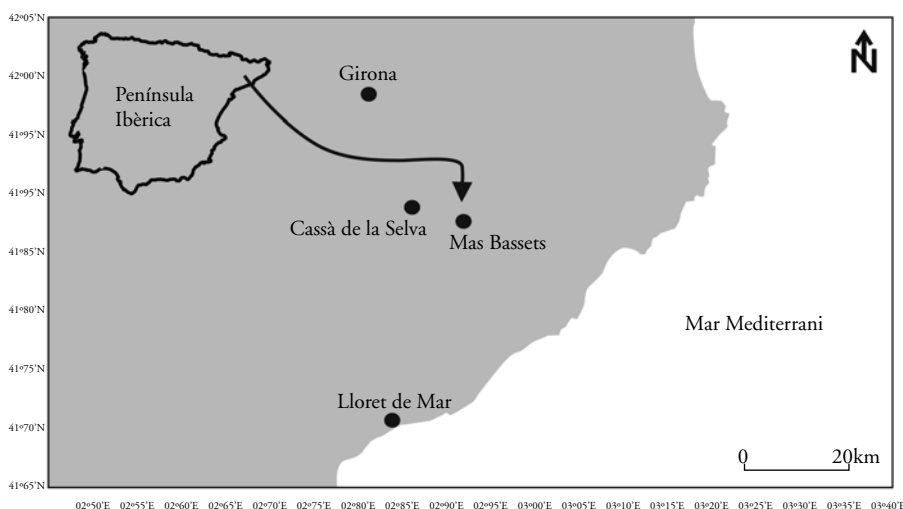 42º05'N
42º00'N
41º95'N
41º95'N
41º85'N
41º80'N
41º75'N
41º70'N
41º65'N
Península
Ibèrica
Girona
N
Cassà de la Selva
Mas Bassets
Mar Mediterrani
Lloret de Mar
0 20km
02º50'E 02º55'E 02º60'E 02º65'E 02º70'E 02º75'E 02º80'E 02º85'E 02º90'E 02º95'E 03º00'E 03º05'E 03º10'E 03º15'E 03º20'E 03º25'E 03º30'E 03º35'E 03º40'E